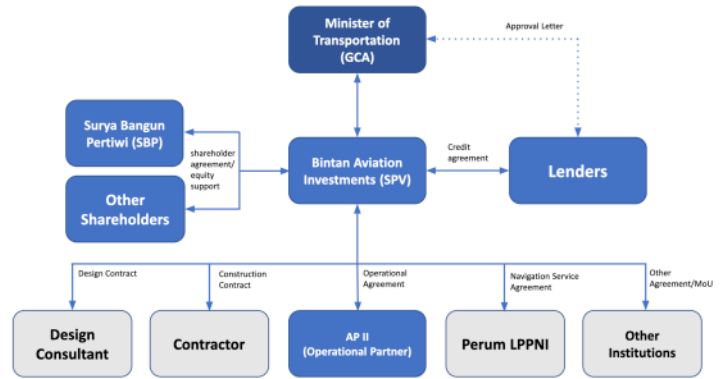 Minister of
Transportation
(GCA)
Approval Letter
Surya Bangun
Pertiwi (SBP)
shareholder
agreement/
equity
support
Other
Shareholders
Bintan Aviation
Investments (SPV)
Credit
agreement
Lenders
Design Contract
Construction
Contract
Operational
Agreement
Navigation Service
Agreement
Other
Agreement/MoU
Design
Consultant
Contractor
AP II
(Operational Partner)
Perum LPPNI
Other
Institutions